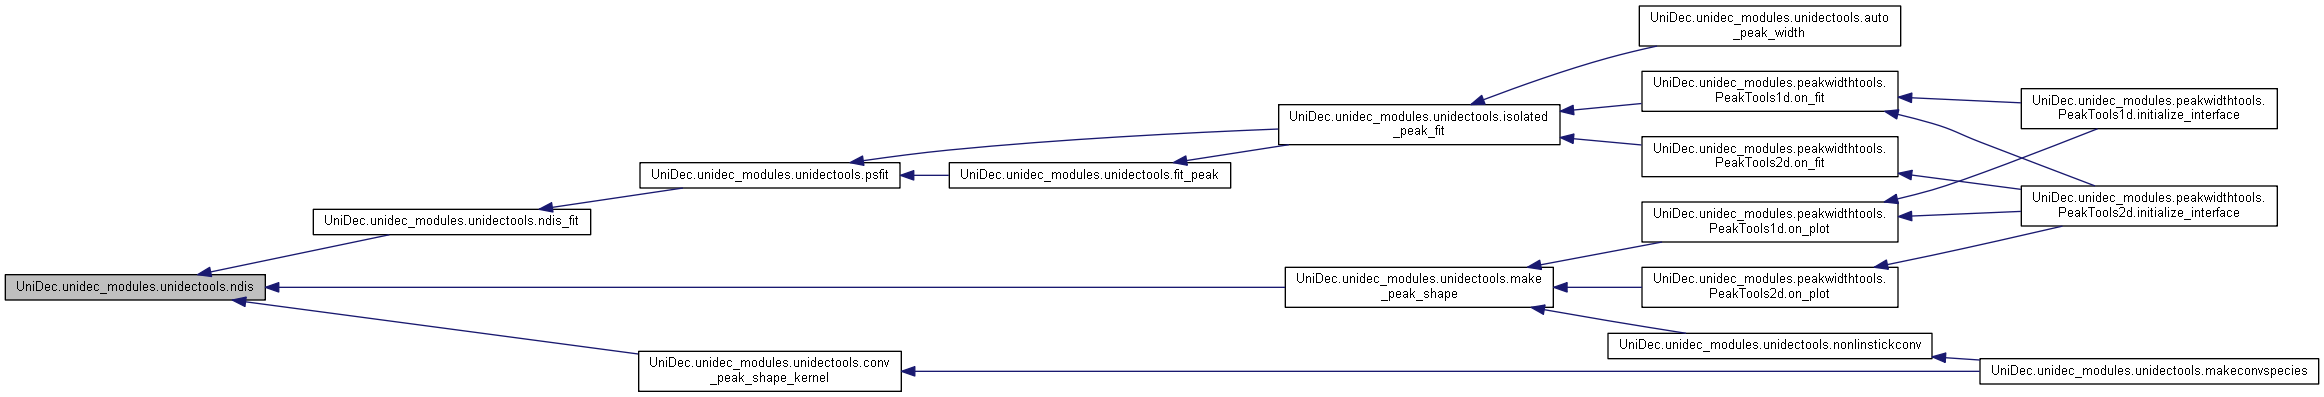 UniDec.unidec_modules.unidectools.auto
_peak_width
UniDec.unidec_modules.peakwidthtools.
PeakTools1d.on_fit
UniDec.unidec_modules.peakwidthtools.
PeakTools1d.initialize_interface
UniDec.unidec_modules.unidectools.isolated
_peak_fit
UniDec.unidec_modules.peakwidthtools.
PeakTools2d.on_fit
UniDec.unidec_modules.unidectools.psfit
UniDec.unidec_modules.unidectools.fit_peak
UniDec.unidec_modules.peakwidthtools.
PeakTools2d.initialize_interface
UniDec.unidec_modules.unidectools.ndis_fit
UniDec.unidec_modules.peakwidthtools.
PeakTools1d.on_plot
UniDec.unidec_modules.unidectools.ndis
UniDec.unidec_modules.unidectools.make
_peak_shape
UniDec.unidec_modules.peakwidthtools.
PeakTools2d.on_plot
UniDec.unidec_modules.unidectools.nonlinstickconv
UniDec.unidec_modules.unidectools.conv
_peak_shape_kernel
UniDec.unidec_modules.unidectools.makeconvspecies